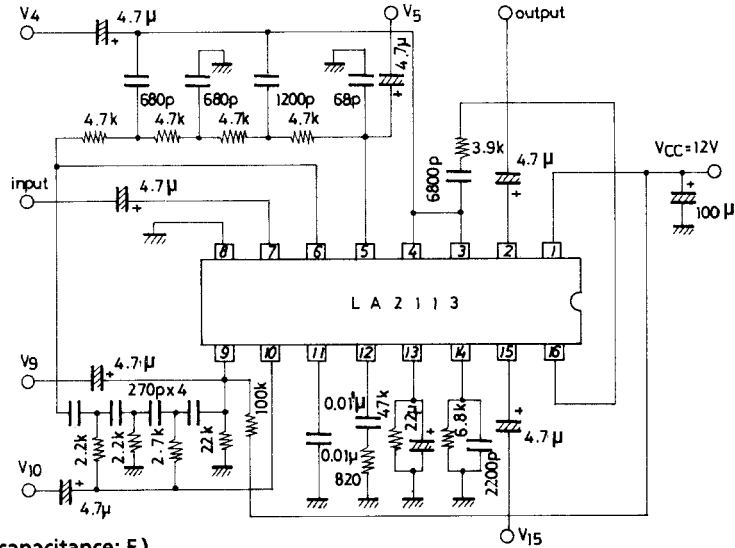 V4
4.7μ
V5
output
4.7μ
680p
680p
1200p
68p
4.7k
4.7k
4.7k
4.7k
3.9k
6800p
4.7μ
VCC=12V
100μ
input
4.7μ
8
7
6
5
4
3
2
1
LA2113
9
10
11
12
13
14
15
16
V9
4.7μ
270p×4
100k
2.2k
2.2k
2.7k
22k
V10
4.7μ
0.01μ
0.01μ
820
47k
22μ
6.8k
2200p
4.7μ
V15
capacitance: F)